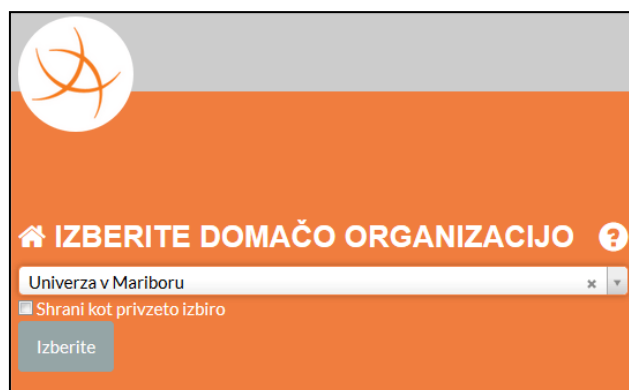 IZBERITE DOMAČO ORGANIZACIJO ?
Univerza v Mariboru
Shrani kot privzeto izbiro
Izberite